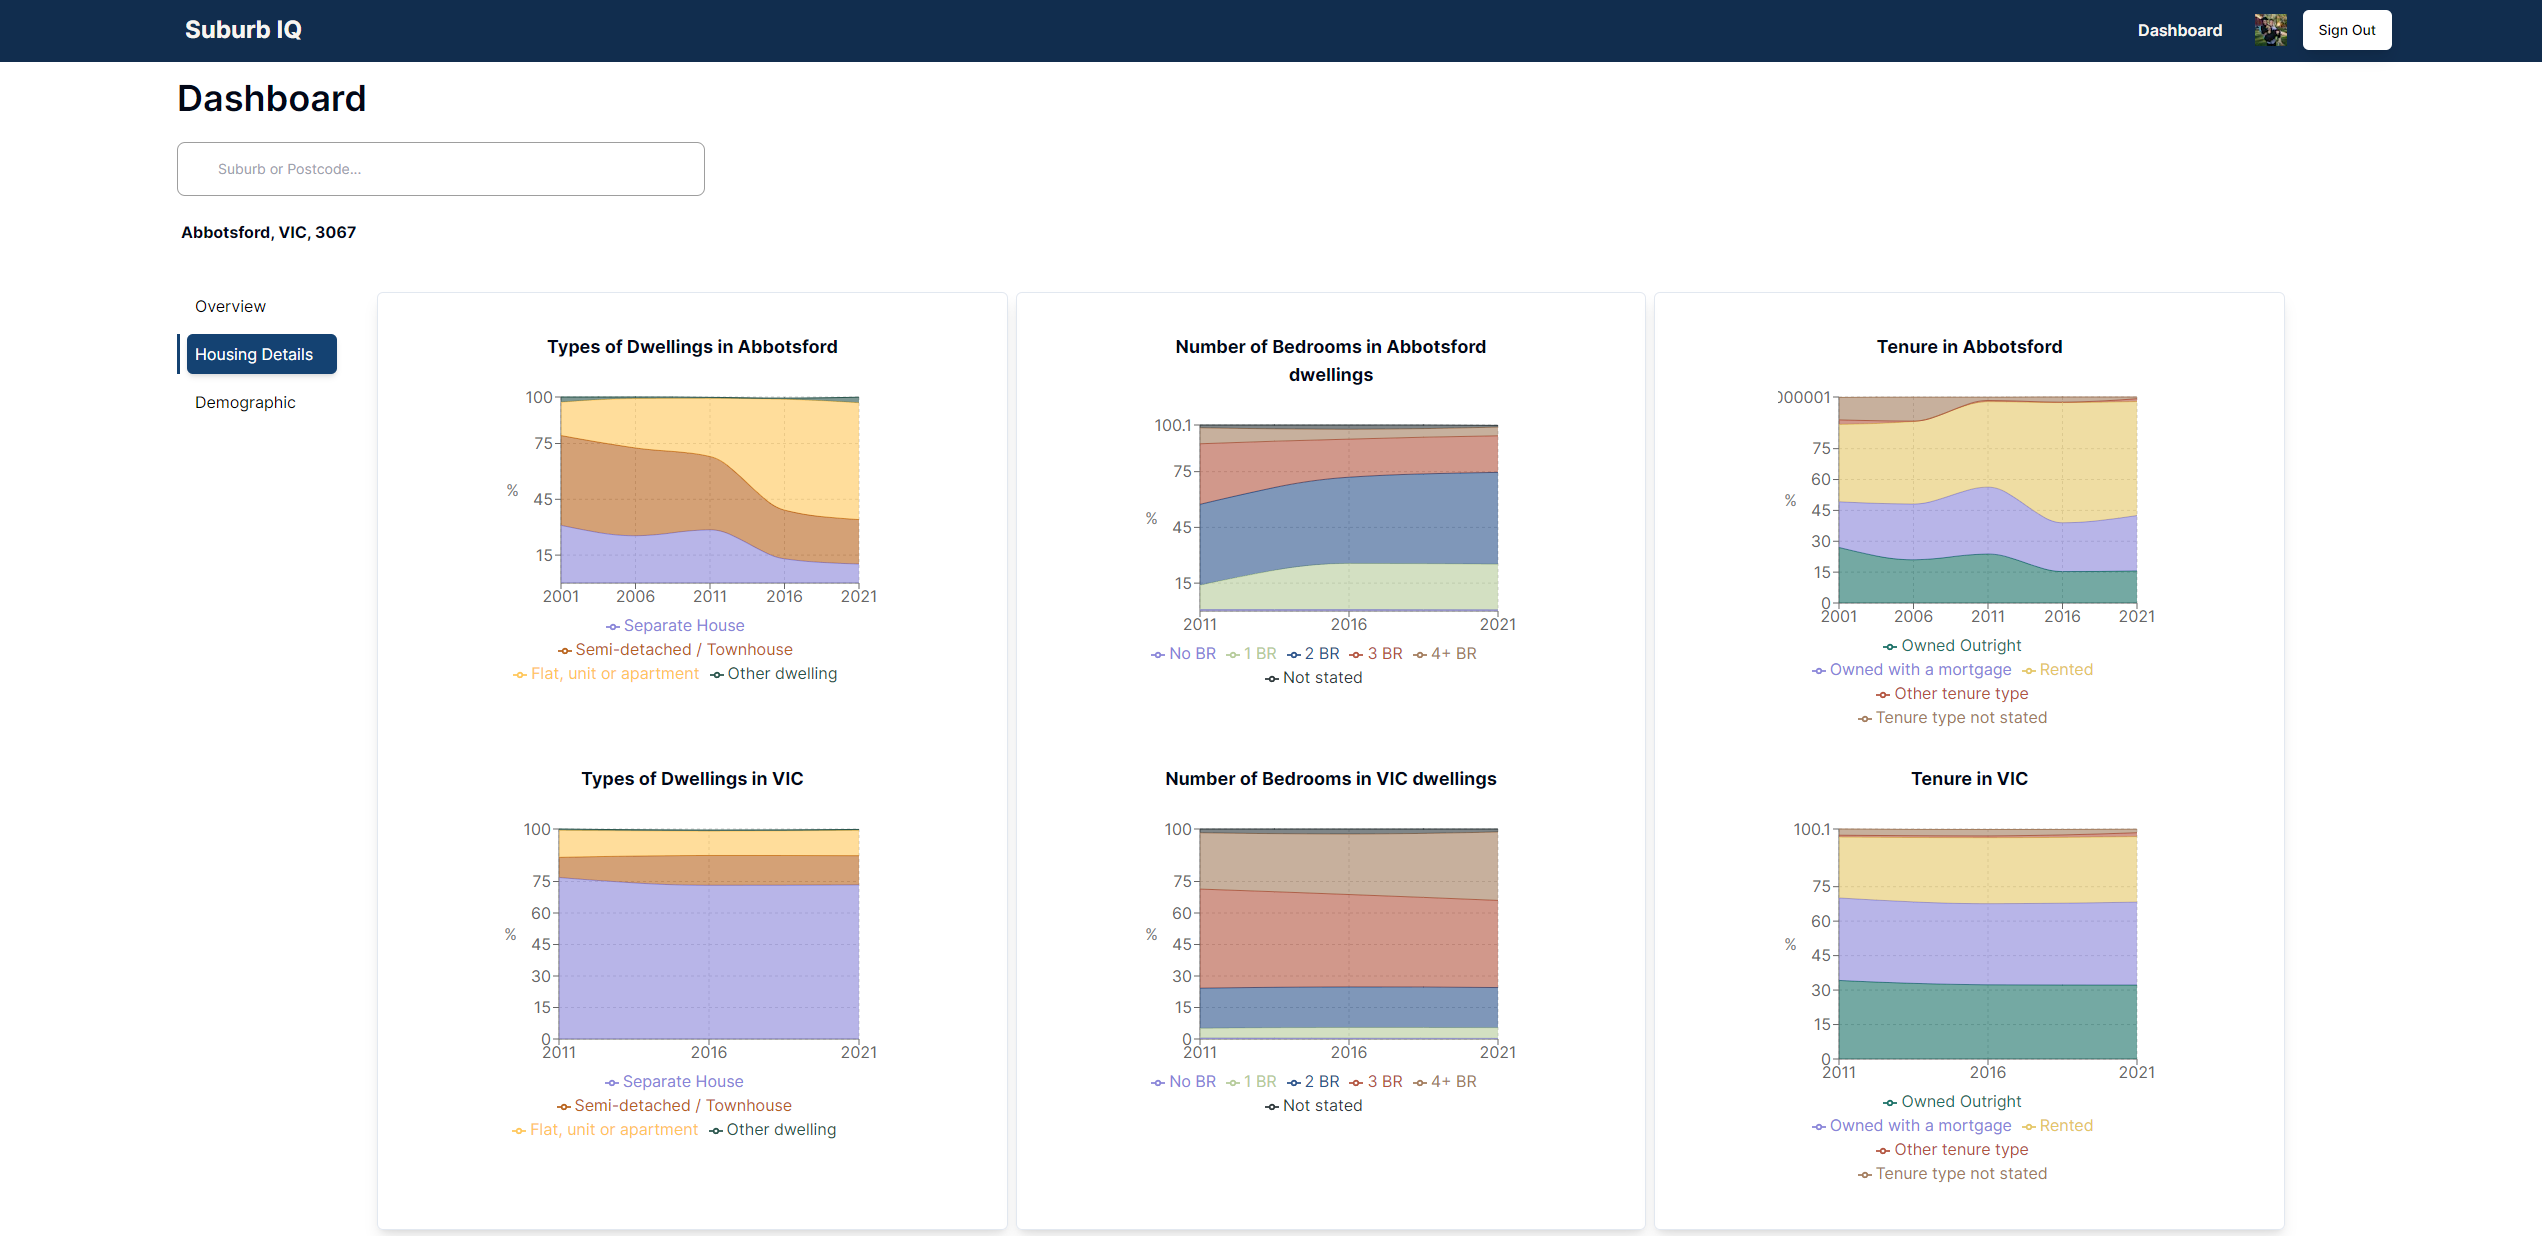 Suburb IQ
Dashboard
Sign Out
Dashboard
Suburb or Postcode...
Abbotsford, VIC, 3067
Overview
Housing Details
Demographic
Types of Dwellings in Abbotsford
100
75
45
15
%
2001 2006 2011 2016 2021
Separate House
Semi-detached / Townhouse
Flat, unit or apartment Other dwelling
Number of Bedrooms in Abbotsford
dwellings
100.1
75
45
15
%
2011 2016 2021
No BR 1 BR 2 BR 3 BR 4+ BR
Not stated
Tenure in Abbotsford
000001
75
60
45
30
15
0
%
2001 2006 2011 2016 2021
Owned Outright
Owned with a mortgage Rented
Other tenure type
Tenure type not stated
Types of Dwellings in VIC
100
75
60
45
30
15
0
%
2011 2016 2021
Separate House
Semi-detached / Townhouse
Flat, unit or apartment Other dwelling
Number of Bedrooms in VIC dwellings
100
75
60
45
30
15
0
%
2011 2016 2021
No BR 1 BR 2 BR 3 BR 4+ BR
Not stated
Tenure in VIC
100.1
75
60
45
30
15
0
%
2011 2016 2021
Owned Outright
Owned with a mortgage Rented
Other tenure type
Tenure type not stated